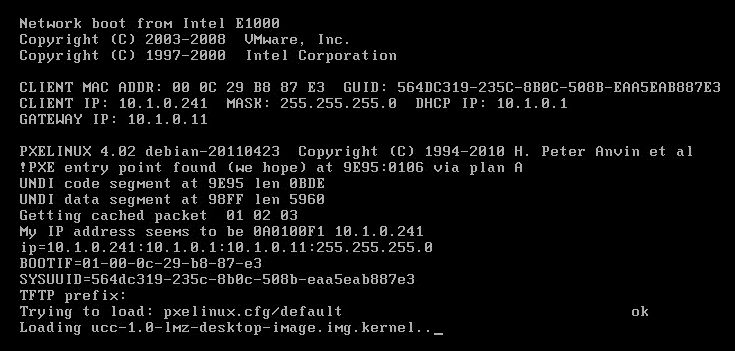 Network boot from Intel E1000
Copyright (C) 2003-2008  VMware, Inc.
Copyright (C) 1997-2000  Intel Corporation
CLIENT MAC ADDR: 00 0C 29 B8 87 E3  GUID: 564DC319-235C-8B0C-508B-EAA5EAB887E3
CLIENT IP: 10.1.0.241  MASK: 255.255.255.0  DHCP IP: 10.1.0.1
GATEWAY IP: 10.1.0.11
PXELINUX 4.02 debian-20110423  Copyright (C) 1994-2010 H. Peter Anvin et al
!PXE entry point found (we hope) at 9E95:0106 via plan A
UNDI code segment at 9E95 len 0BDE
UNDI data segment at 98FF len 5960
Getting cached packet  01 02 03
My IP address seems to be 0A0100F1 10.1.0.241
ip=10.1.0.241:10.1.0.1:10.1.0.11:255.255.255.0
BOOTIF=01-00-0c-29-b8-87-e3
SYSUUID=564dc319-235c-8b0c-508b-eaa5eab887e3
TFTP prefix:
Trying to load: pxelinux.cfg/default                                    ok
Loading ucc-1.0-lmz-desktop-image.img.kernel.._